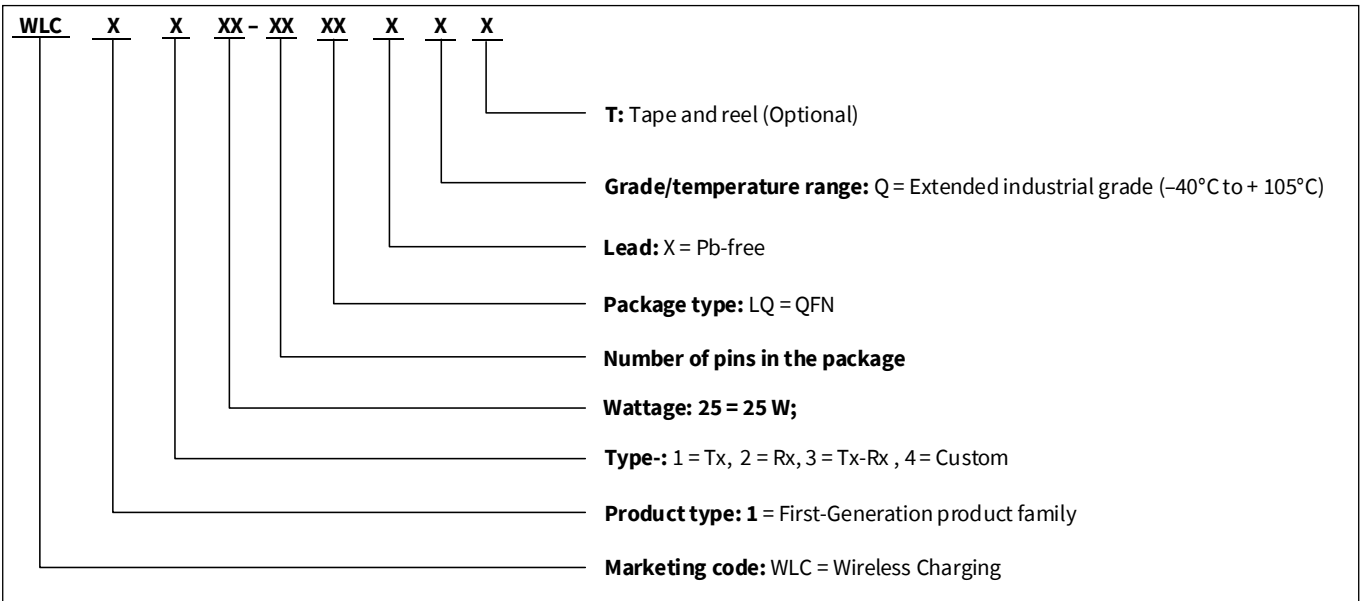 WLC X X XX – XX XX X X X
T: Tape and reel (Optional)
Grade/temperature range: Q = Extended industrial grade (–40°C to + 105°C)
Lead: X = Pb-free
Package type: LQ = QFN
Number of pins in the package
Wattage: 25 = 25 W;
Type-: 1 = Tx, 2 = Rx, 3 = Tx-Rx , 4 = Custom
Product type: 1 = First-Generation product family
Marketing code: WLC = Wireless Charging